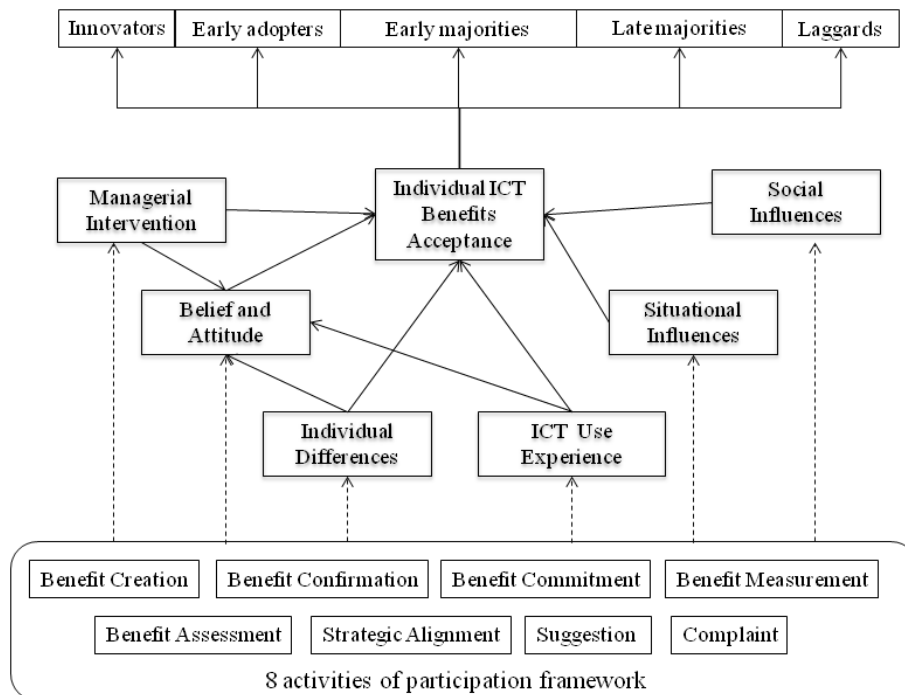 Innovators
Early adopters
Early majorities
Late majorities
Laggards
Managerial
Intervention
Individual ICT
Benefits
Acceptance
Social
Influences
Belief and
Attitude
Situational
Influences
Individual
Differences
ICT Use
Experience
Benefit Creation
Benefit Confirmation
Benefit Commitment
Benefit Measurement
Benefit Assessment
Strategic Alignment
Suggestion
Complaint
8 activities of participation framework